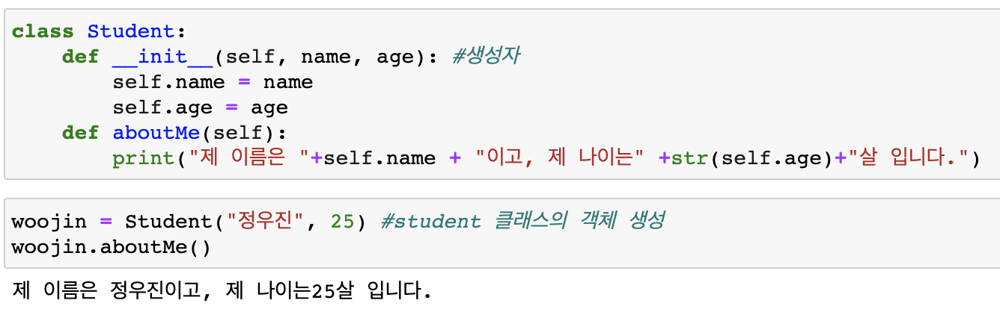 class Student:
    def __init__(self, name, age): #생성자
        self.name = name
        self.age = age
    def aboutMe(self):
        print("제 이름은 "+self.name + "이고, 제 나이는" +str(self.age)+"살 입니다.")
woojin = Student("정우진", 25) #student 클래스의 객체 생성
woojin.aboutMe()
제 이름은 정우진이고, 제 나이는25살 입니다.